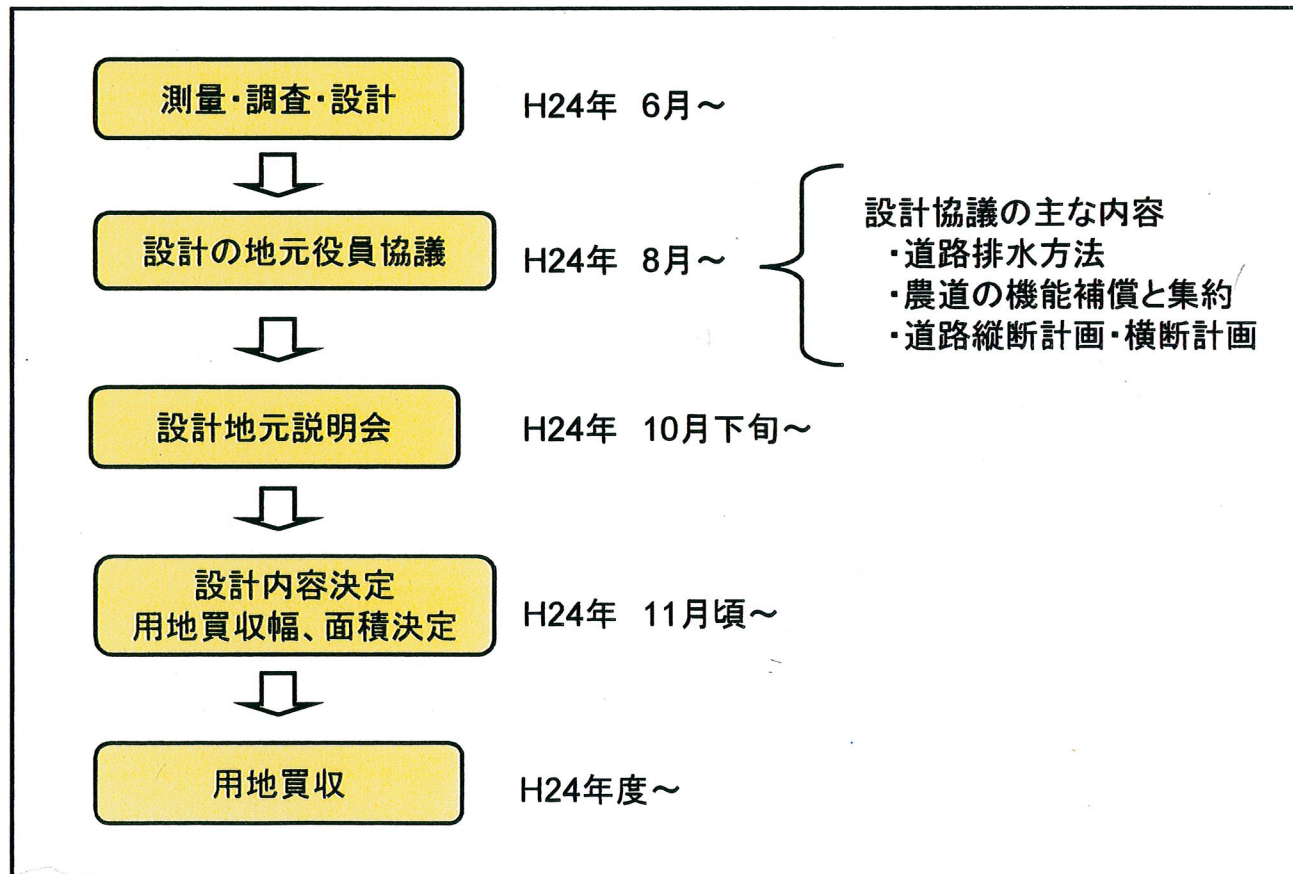 測量・調査・設計
H24年 6月～
設計の地元役員協議
H24年 8月～
設計協議の主な内容
・道路排水方法
・農道の機能補償と集約
・道路縦断計画・横断計画
設計地元説明会
H24年 10月下旬～
設計内容決定
用地買収幅、面積決定
H24年 11月頃～
用地買収
H24年度～